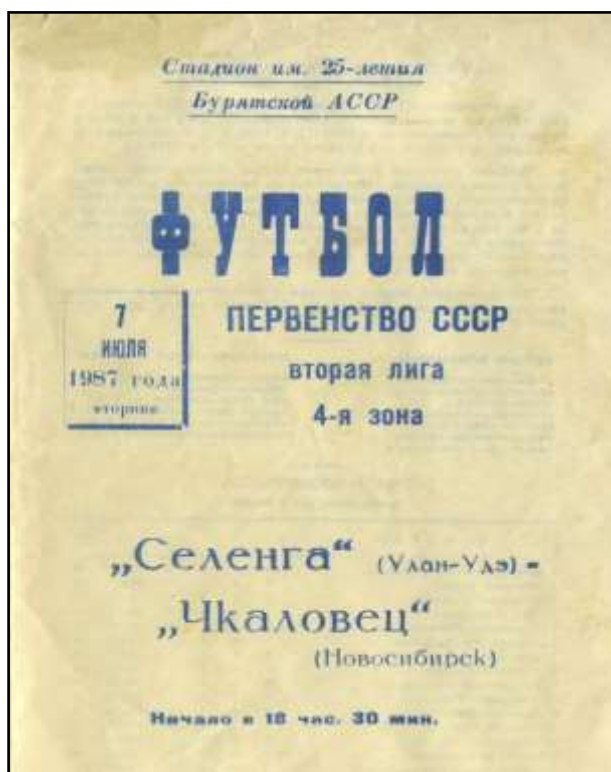 Стадион им. 25-летия
Бурятской АССР
ФУТБОЛ
7
ИЮЛЯ
1987 года
вторник
ПЕРВЕНСТВО СССР
вторая лига
4-я зона
„Селенга“ (Улан-Удэ) –
„Чкаловец“
(Новосибирск)
Начало в 18 час. 30 мин.